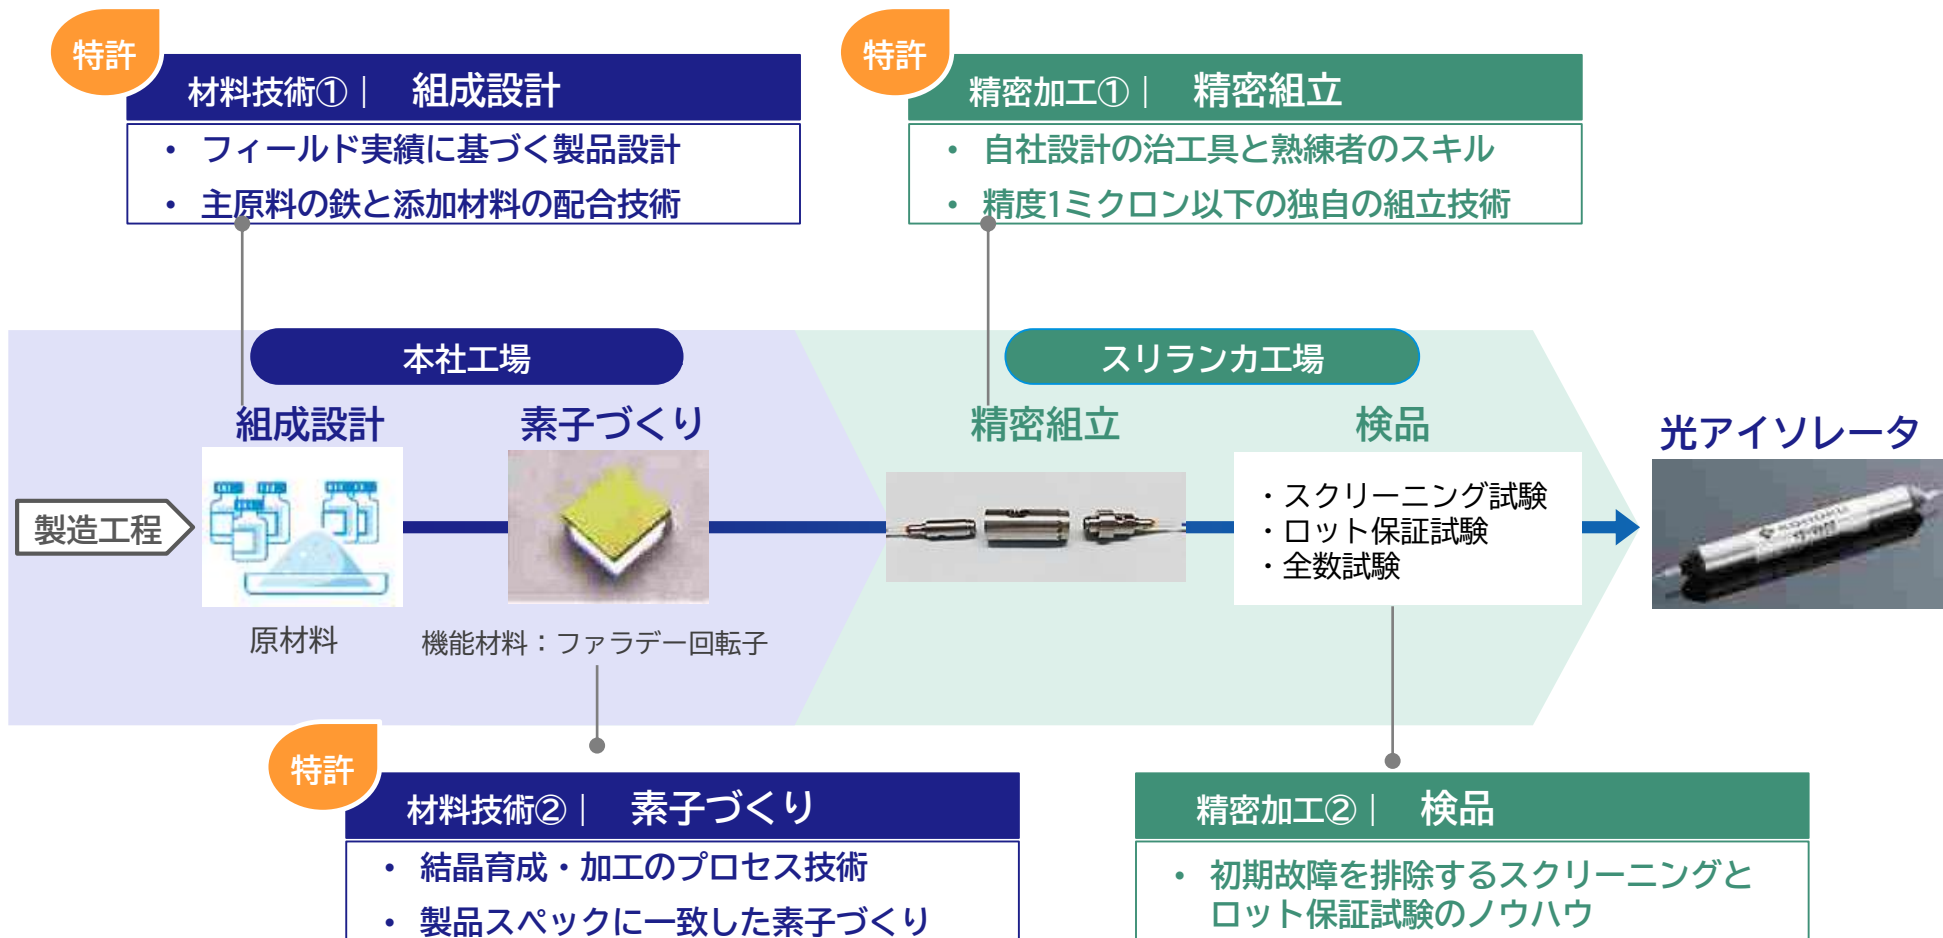 特許
材料技術①｜ 組成設計
・ フィールド実績に基づく製品設計
・ 主原料の鉄と添加材料の配合技術
特許
精密加工①｜ 精密組立
・ 自社設計の治工具と熟練者のスキル
・ 精度1ミクロン以下の独自の組立技術
本社工場
スリランカ工場
組成設計
素子づくり
精密組立
検品
光アイソレータ
製造工程
・スクリーニング試験
・ロット保証試験
・全数試験
原材料
機能材料：ファラデー回転子
特許
材料技術②｜ 素子づくり
・ 結晶育成・加工のプロセス技術
・ 製品スペックに一致した素子づくり
精密加工②｜ 検品
・ 初期故障を排除するスクリーニングと
ロット保証試験のノウハウ